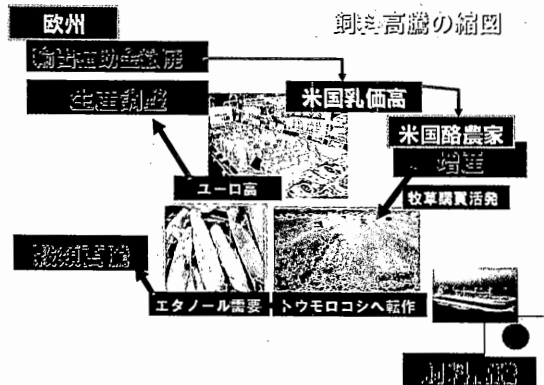 欧州
飼料高騰の縮図
輸出補助金撤廃
生産調整
米国乳価高
米国酪農家
増産
ユーロ高
牧草購買活発
エタノール需要
トウモロコシへ転作